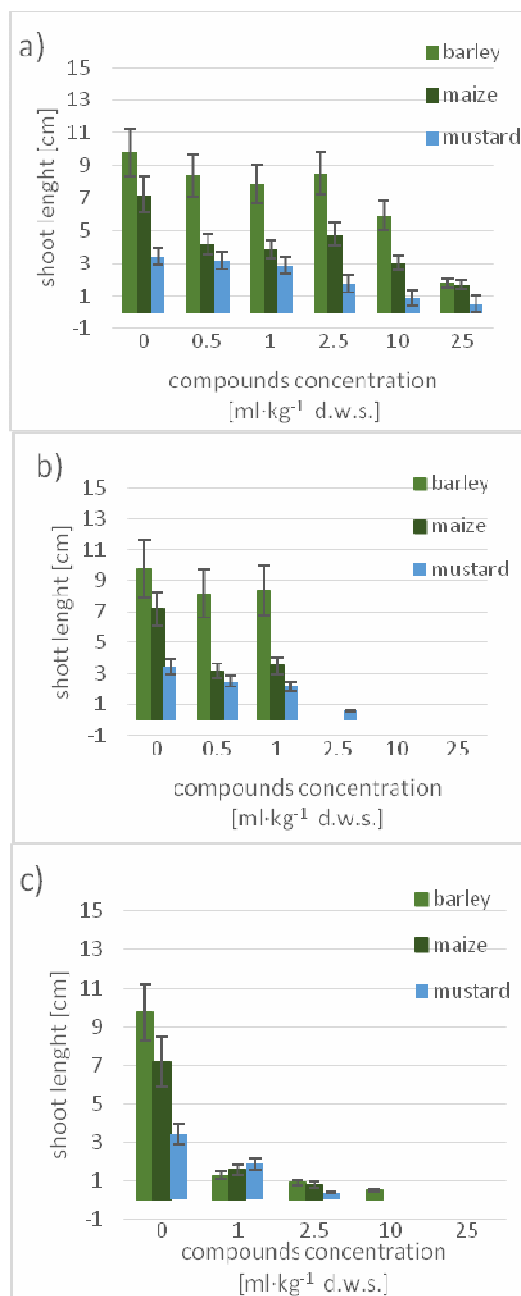 a)
15
13
11
9
7
5
3
1
-1
shoot lenght [cm]
barley
maize
mustard
0 0.5 1 2.5 10 25
compounds concentration
[ml·kg⁻¹ d.w.s.]
b)
15
13
11
9
7
5
3
1
-1
shott lenght [cm]
barley
maize
mustard
0 0.5 1 2.5 10 25
compounds concentration
[ml·kg⁻¹ d.w.s.]
c)
15
13
11
9
7
5
3
1
-1
shoot lenght [cm]
barley
maize
mustard
0 1 2.5 10 25
compounds concentration
[ml·kg⁻¹ d.w.s.]